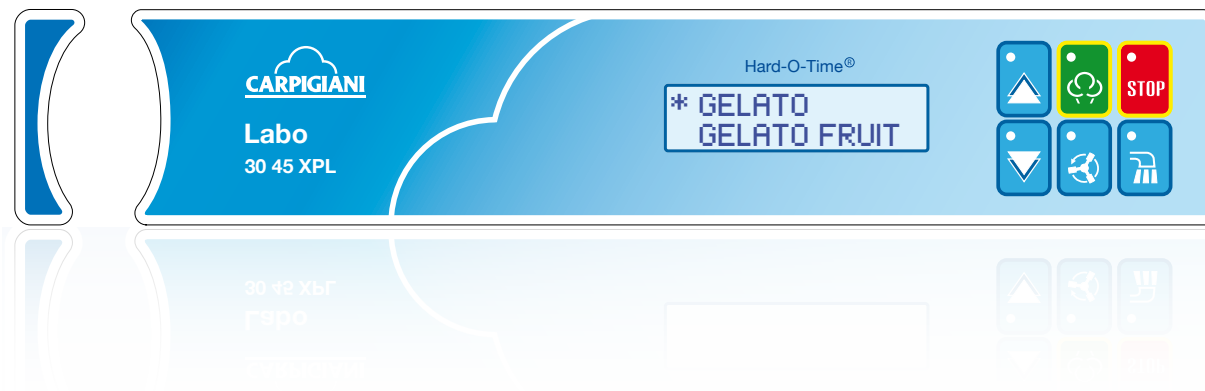 CARPIGIANI
Labo
30 45 XPL
Hard-O-Time®
* GELATO
GELATO FRUIT
STOP